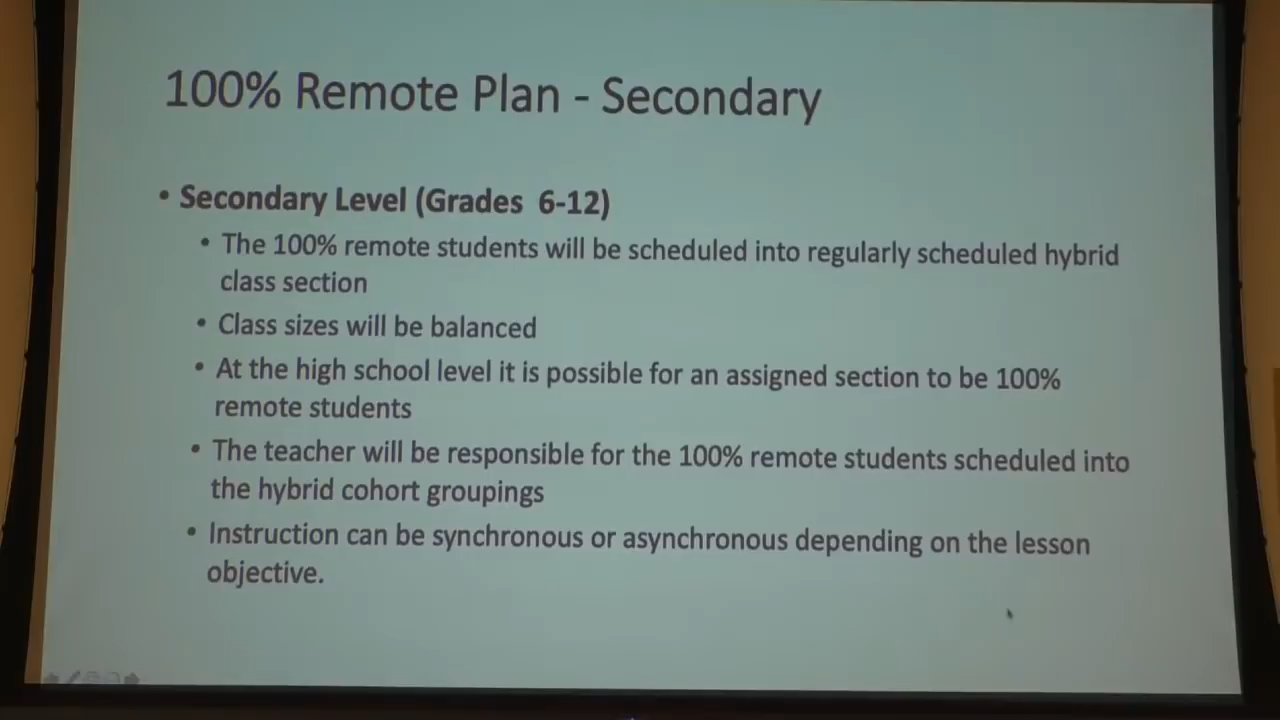 100% Remote Plan - Secondary
• Secondary Level (Grades 6-12)
• The 100% remote students will be scheduled into regularly scheduled hybrid
class section
• Class sizes will be balanced
• At the high school level it is possible for an assigned section to be 100%
remote students
• The teacher will be responsible for the 100% remote students scheduled into
the hybrid cohort groupings
• Instruction can be synchronous or asynchronous depending on the lesson
objective.